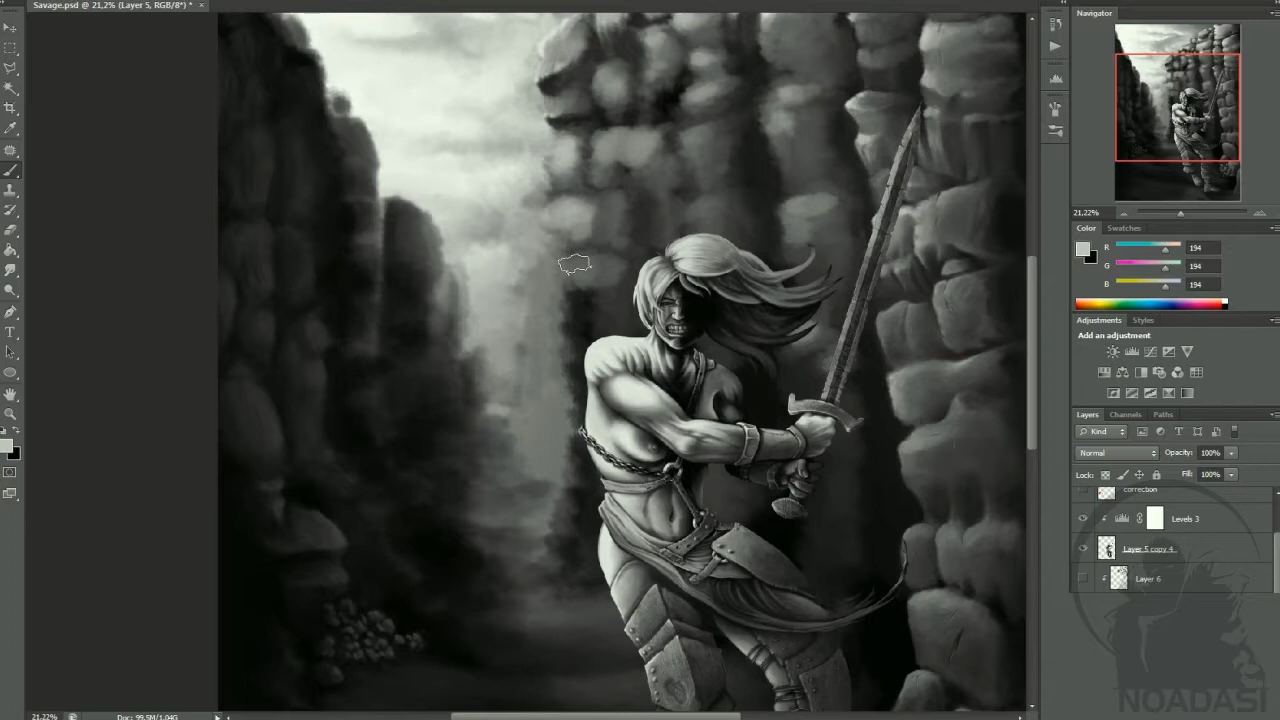 Savage.psd @ 21,2% (Layer 5, RGB/8*) * ×
Navigator
21.22%
Color Swatches
R 194
G 194
B 194
Adjustments Styles
Add an adjustment
Layers Channels Paths
Kind
Normal Opacity: 100%
Lock: Fill: 100%
correction
Levels 3
Layer 5 copy 4
Layer 6
NOADASI
21.22% Doc: 99.5M/1.04G